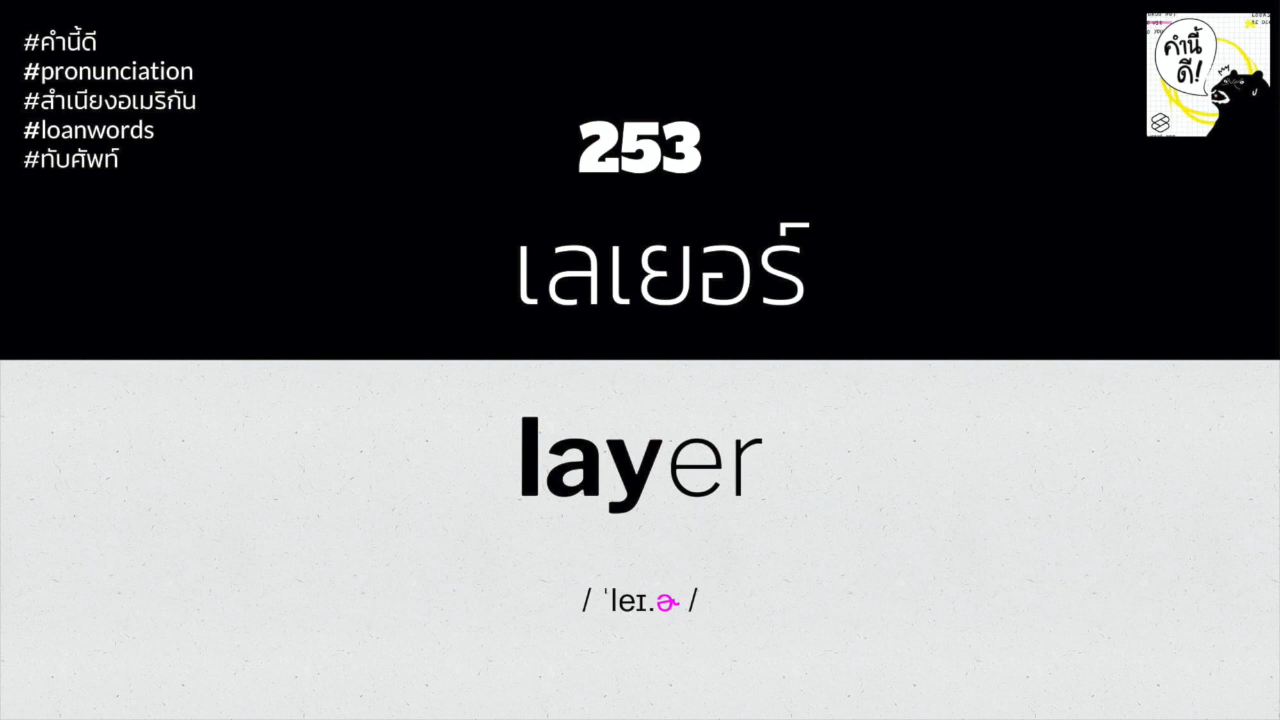 #คำนี้ดี
#pronunciation
#สำเนียงอเมริกัน
#loanwords
#ทับศัพท์
คำนี้
ดี!
253
เลเยอร์
layer
/ ˈleɪ.ɚ /